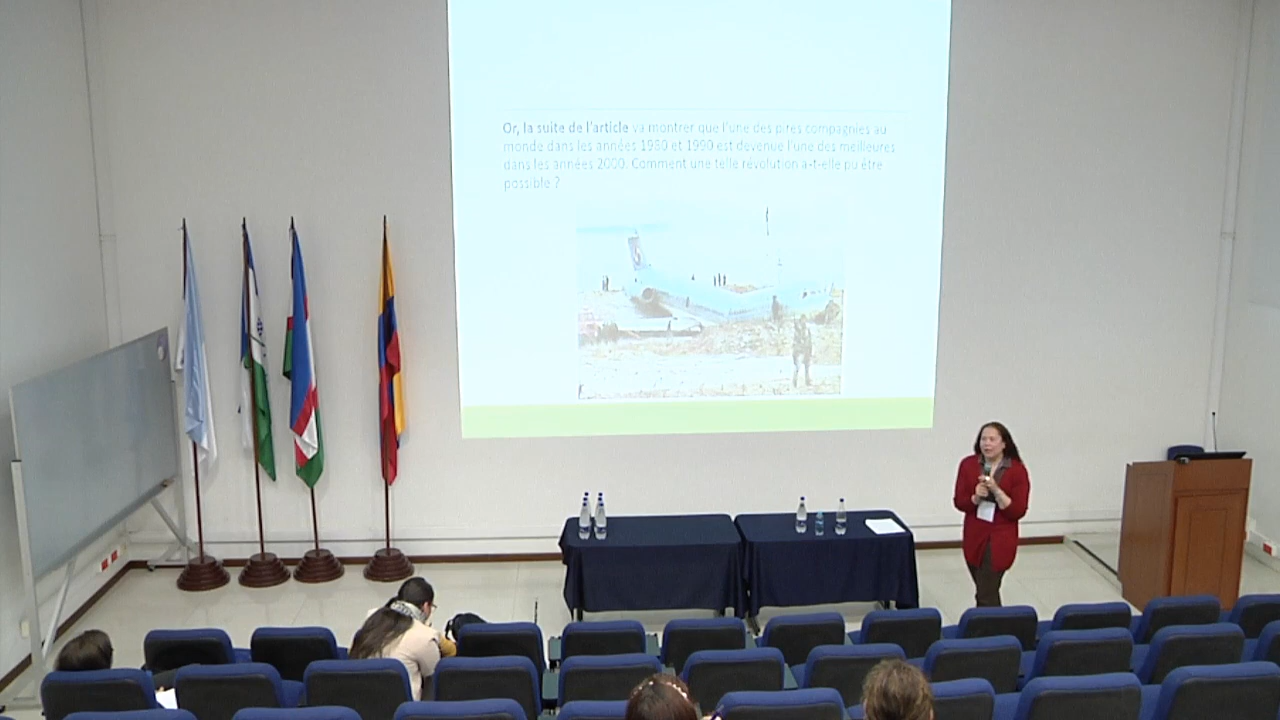 Or, la suite de l'article va montrer que l'une des pires compagnies au
monde dans les années 1980 et 1990 est devenue l'une des meilleures
dans les années 2000. Comment une telle révolution a-t-elle pu être
possible ?